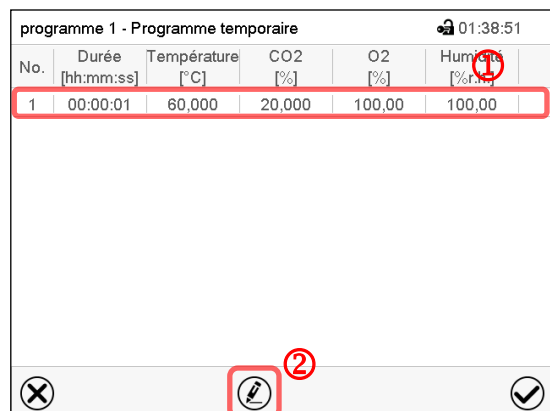 programme 1 - Programme temporaire 01:38:51
No. Durée Température CO2 O2 Humidité
[hh:mm:ss] [°C] [%] [%] [%r.h.]
1 00:00:01 60,000 20,000 100,00 100,00
1
2